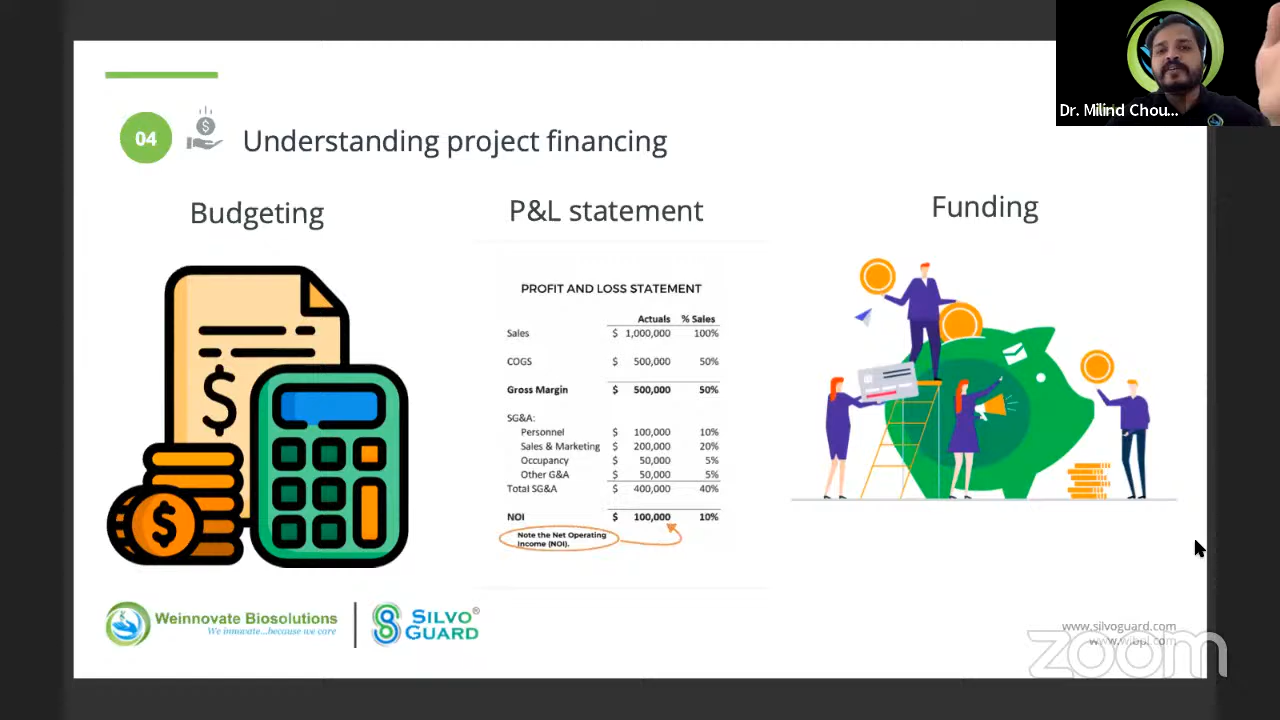 Dr. Milind Chou...
04
Understanding project financing
Budgeting
P&L statement
Funding
PROFIT AND LOSS STATEMENT
Actuals % Sales
Sales $ 1,000,000 100%
COGS $ 500,000 50%
Gross Margin $ 500,000 50%
SG&A:
Personnel $ 100,000 10%
Sales & Marketing $ 200,000 20%
Occupancy $ 50,000 5%
Other G&A $ 50,000 5%
Total SG&A $ 400,000 40%
NOI $ 100,000 10%
Note the Net Operating
Income (NOI).
$
$
$
Weinnovate Biosolutions
We innovate...because we care
SILVO®
GUARD
www.silvoguard.com
www.wibpl.com
zoom